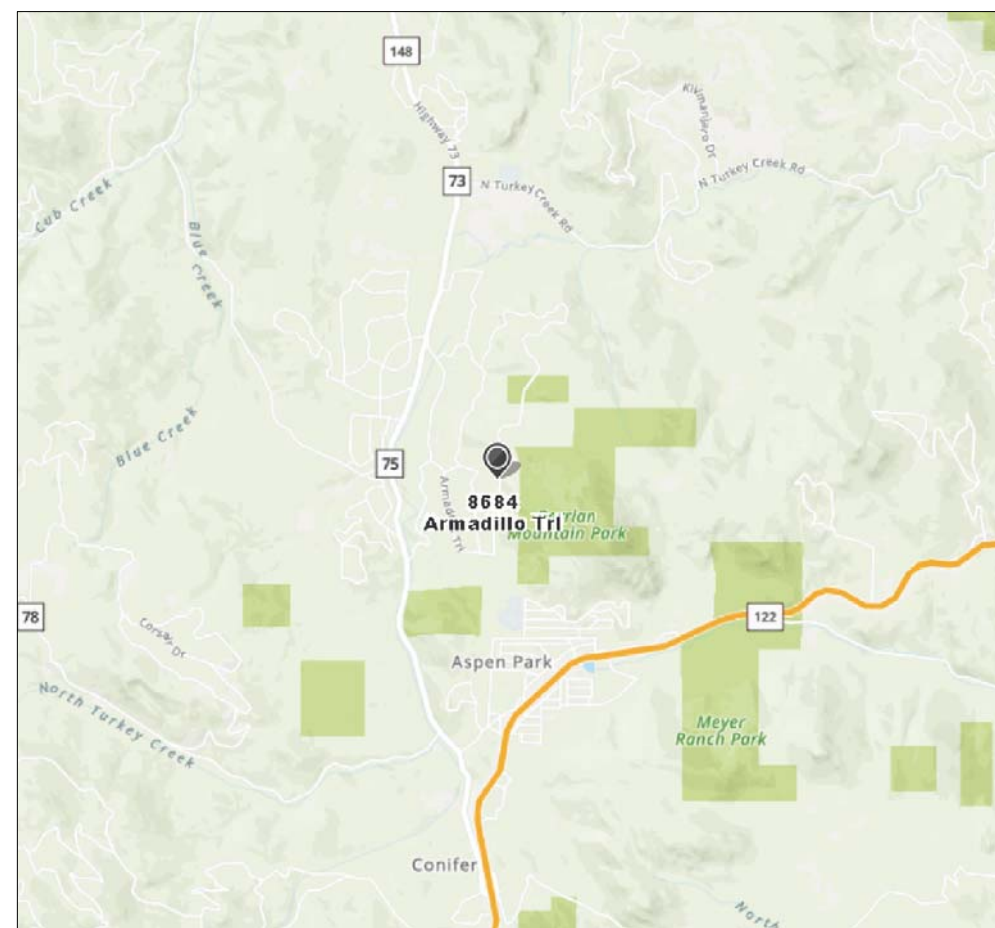 148
Highway 73
73
N Turkey Creek Rd
Kilimanjaro Dr
N Turkey Creek Rd
Cub Creek
Blue Creek
Blue Creek
75
Armadillo Trl
8684
Armadillo Trl
Mountain Park
78
Corsair Dr
122
Aspen Park
North Turkey Creek
Meyer
Ranch Park
Conifer
North